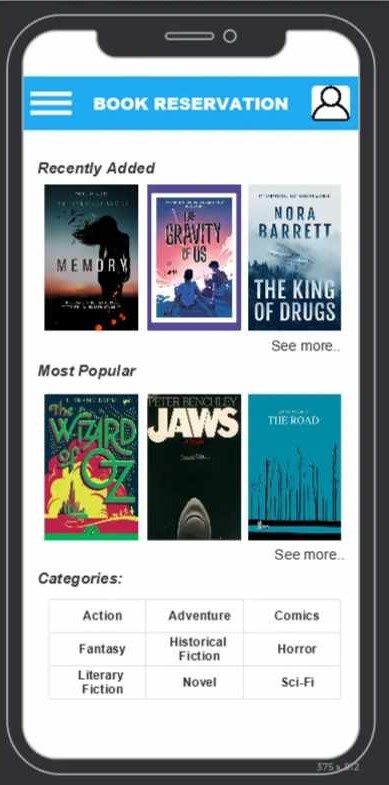 BOOK RESERVATION
Recently Added
MEMORY
THE
GRAVITY
OF US
NORA
BARRETT
THE KING
OF DRUGS
See more..
Most Popular
The
WIZARD
of
OZ
PETER BENCHLEY
JAWS
THE ROAD
See more..
Categories:
Action Adventure Comics
Fantasy Historical Fiction Horror
Literary Fiction Novel Sci-Fi
375 x 812